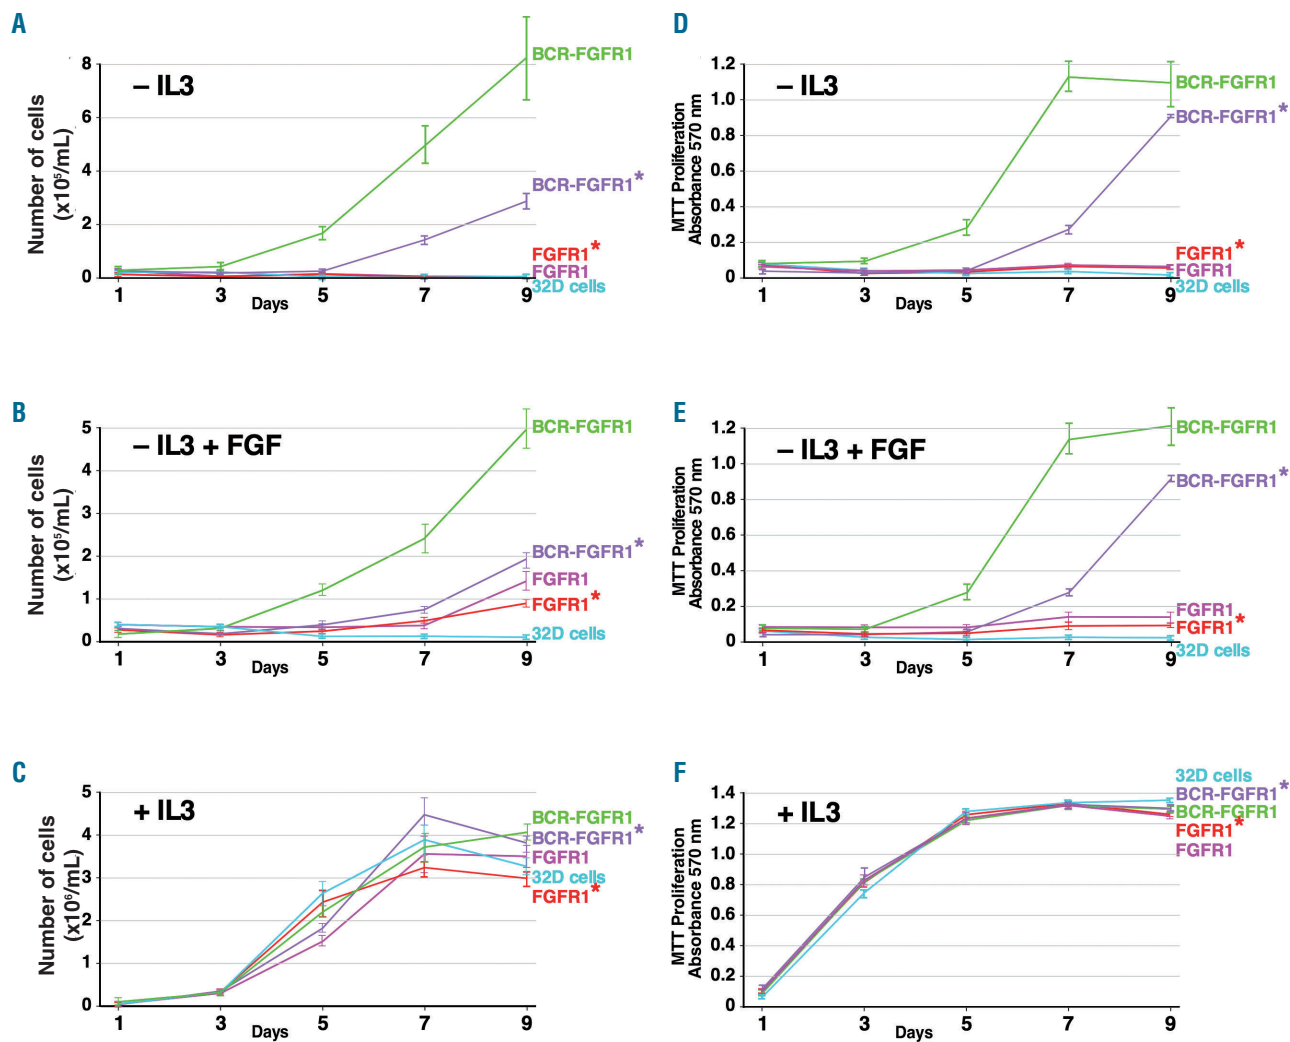 A
– IL3
Number of cells
(x10⁵/mL)
8
6
4
2
0
1 3 5 7 9
Days
BCR-FGFR1
BCR-FGFR1*
FGFR1*
FGFR1
32D cells
D
– IL3
MTT Proliferation
Absorbance 570 nm
1.2
1.0
0.8
0.6
0.4
0.2
0
1 3 5 7 9
Days
BCR-FGFR1
BCR-FGFR1*
FGFR1*
FGFR1
32D cells
B
– IL3 + FGF
Number of cells
(x10⁵/mL)
5
4
3
2
1
0
1 3 5 7 9
Days
BCR-FGFR1
BCR-FGFR1*
FGFR1
FGFR1*
32D cells
E
– IL3 + FGF
MTT Proliferation
Absorbance 570 nm
1.2
1.0
0.8
0.6
0.4
0.2
0
1 3 5 7 9
Days
BCR-FGFR1
BCR-FGFR1*
FGFR1
FGFR1*
32D cells
C
+ IL3
Number of cells
(x10⁶/mL)
5
4
3
2
1
0
1 3 5 7 9
Days
BCR-FGFR1
BCR-FGFR1*
FGFR1
32D cells
FGFR1*
F
+ IL3
MTT Proliferation
Absorbance 570 nm
1.4
1.2
1.0
0.8
0.6
0.4
0.2
0
1 3 5 7 9
Days
32D cells
BCR-FGFR1*
BCR-FGFR1
FGFR1*
FGFR1